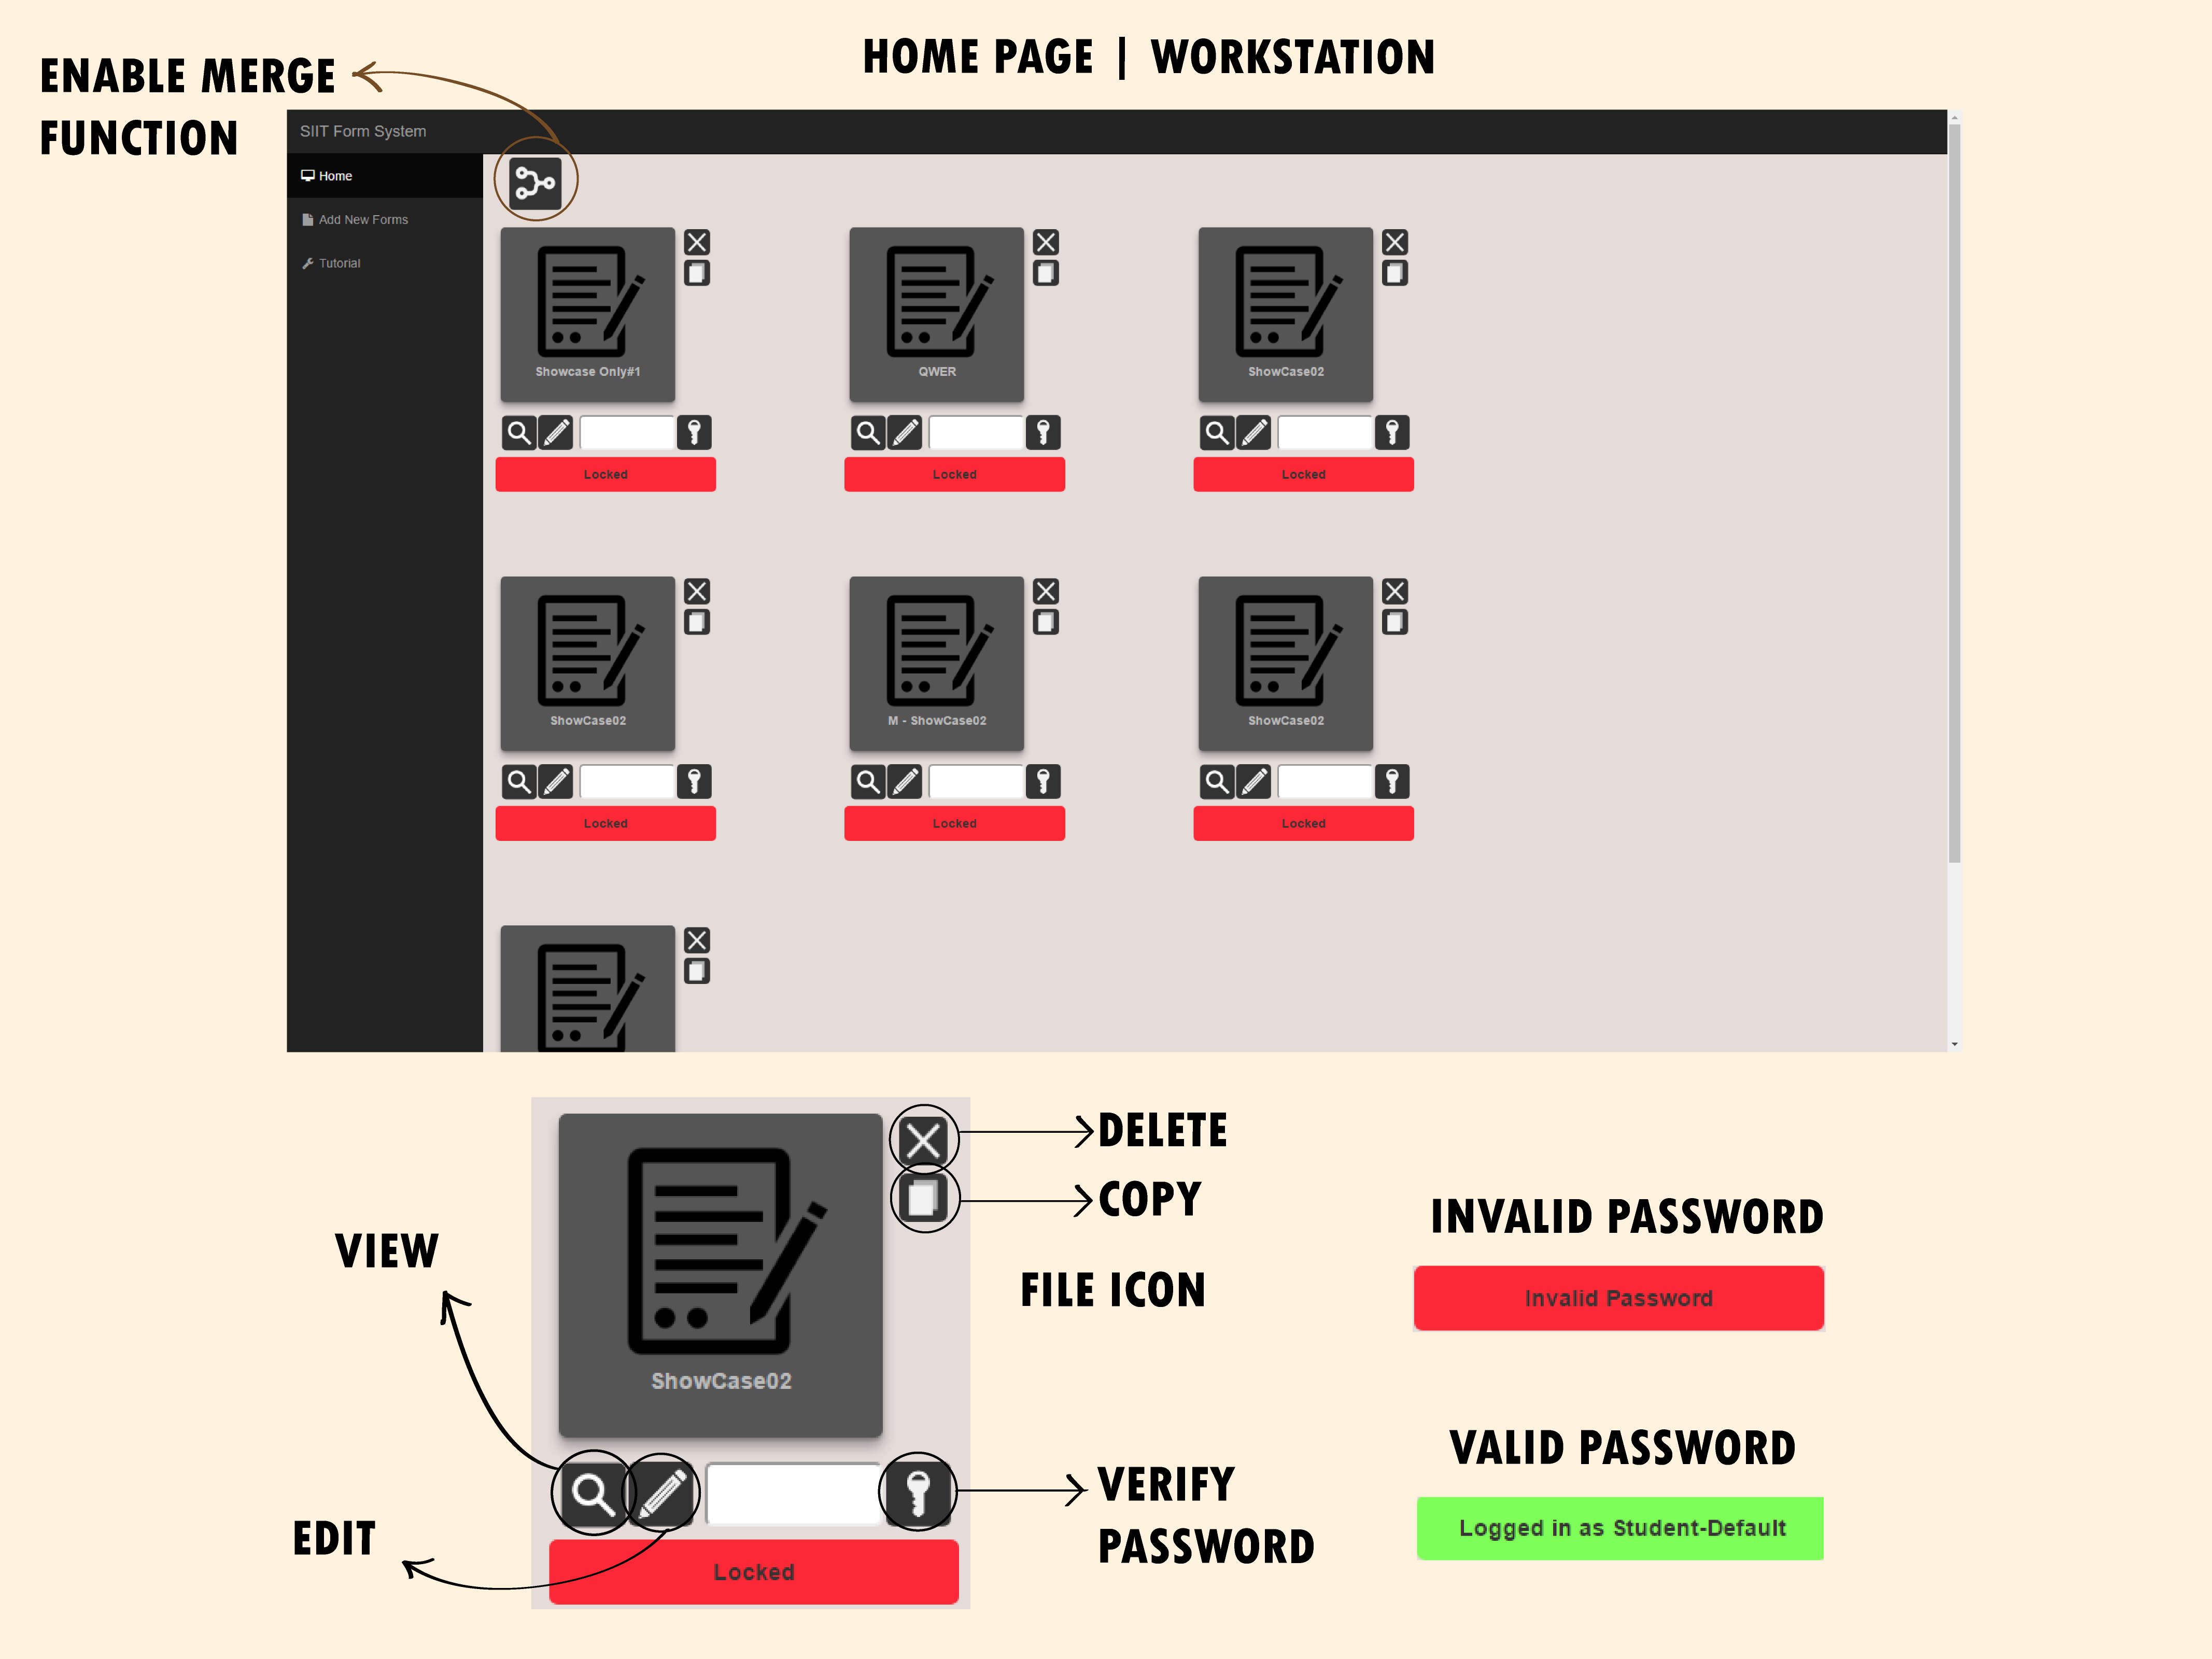 HOME PAGE | WORKSTATION
ENABLE MERGE
FUNCTION
SIIT Form System
Home
Add New Forms
Tutorial
Showcase Only#1
QWER
ShowCase02
Locked
Locked
Locked
ShowCase02
M - ShowCase02
ShowCase02
Locked
Locked
Locked
DELETE
COPY
VIEW
FILE ICON
ShowCase02
EDIT
VERIFY
PASSWORD
Locked
INVALID PASSWORD
Invalid Password
VALID PASSWORD
Logged in as Student-Default